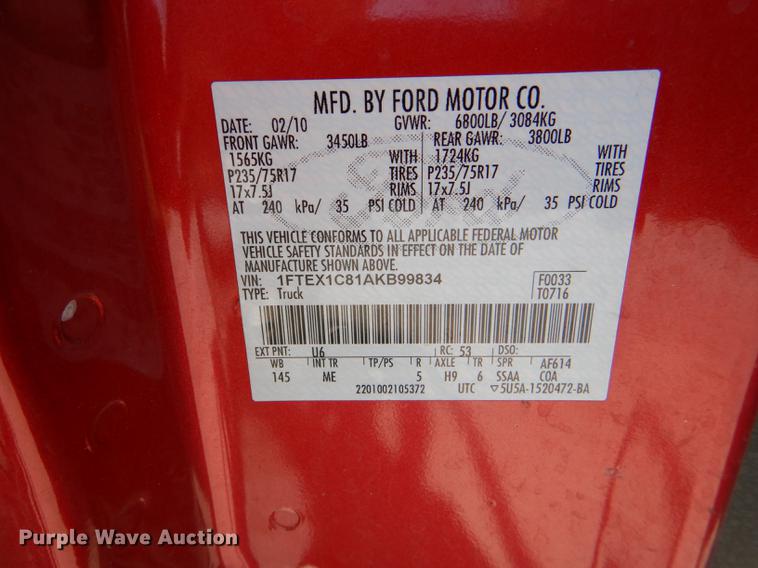 MFD. BY FORD MOTOR CO.
DATE: 02/10 GVWR: 6800LB/ 3084KG
FRONT GAWR: 3450LB REAR GAWR: 3800LB
1565KG WITH 1724KG WITH
P235/75R17 TIRES P235/75R17 TIRES
17x7.5J RIMS 17x7.5J RIMS
AT 240 kPa/ 35 PSI COLD AT 240 kPa/ 35 PSI COLD
THIS VEHICLE CONFORMS TO ALL APPLICABLE FEDERAL MOTOR
VEHICLE SAFETY STANDARDS IN EFFECT ON THE DATE OF
MANUFACTURE SHOWN ABOVE.
VIN: 1FTEX1C81AKB99834 F0033
TYPE: Truck T0716
EXT PNT: U6 RC: 53 DSO:
WB INT TR TP/PS R AXLE TR SPR AF614
145 ME 5 H9 6 SSAA COA
2201002105372 UTC ▽5U5A-1520472-BA
Purple Wave Auction